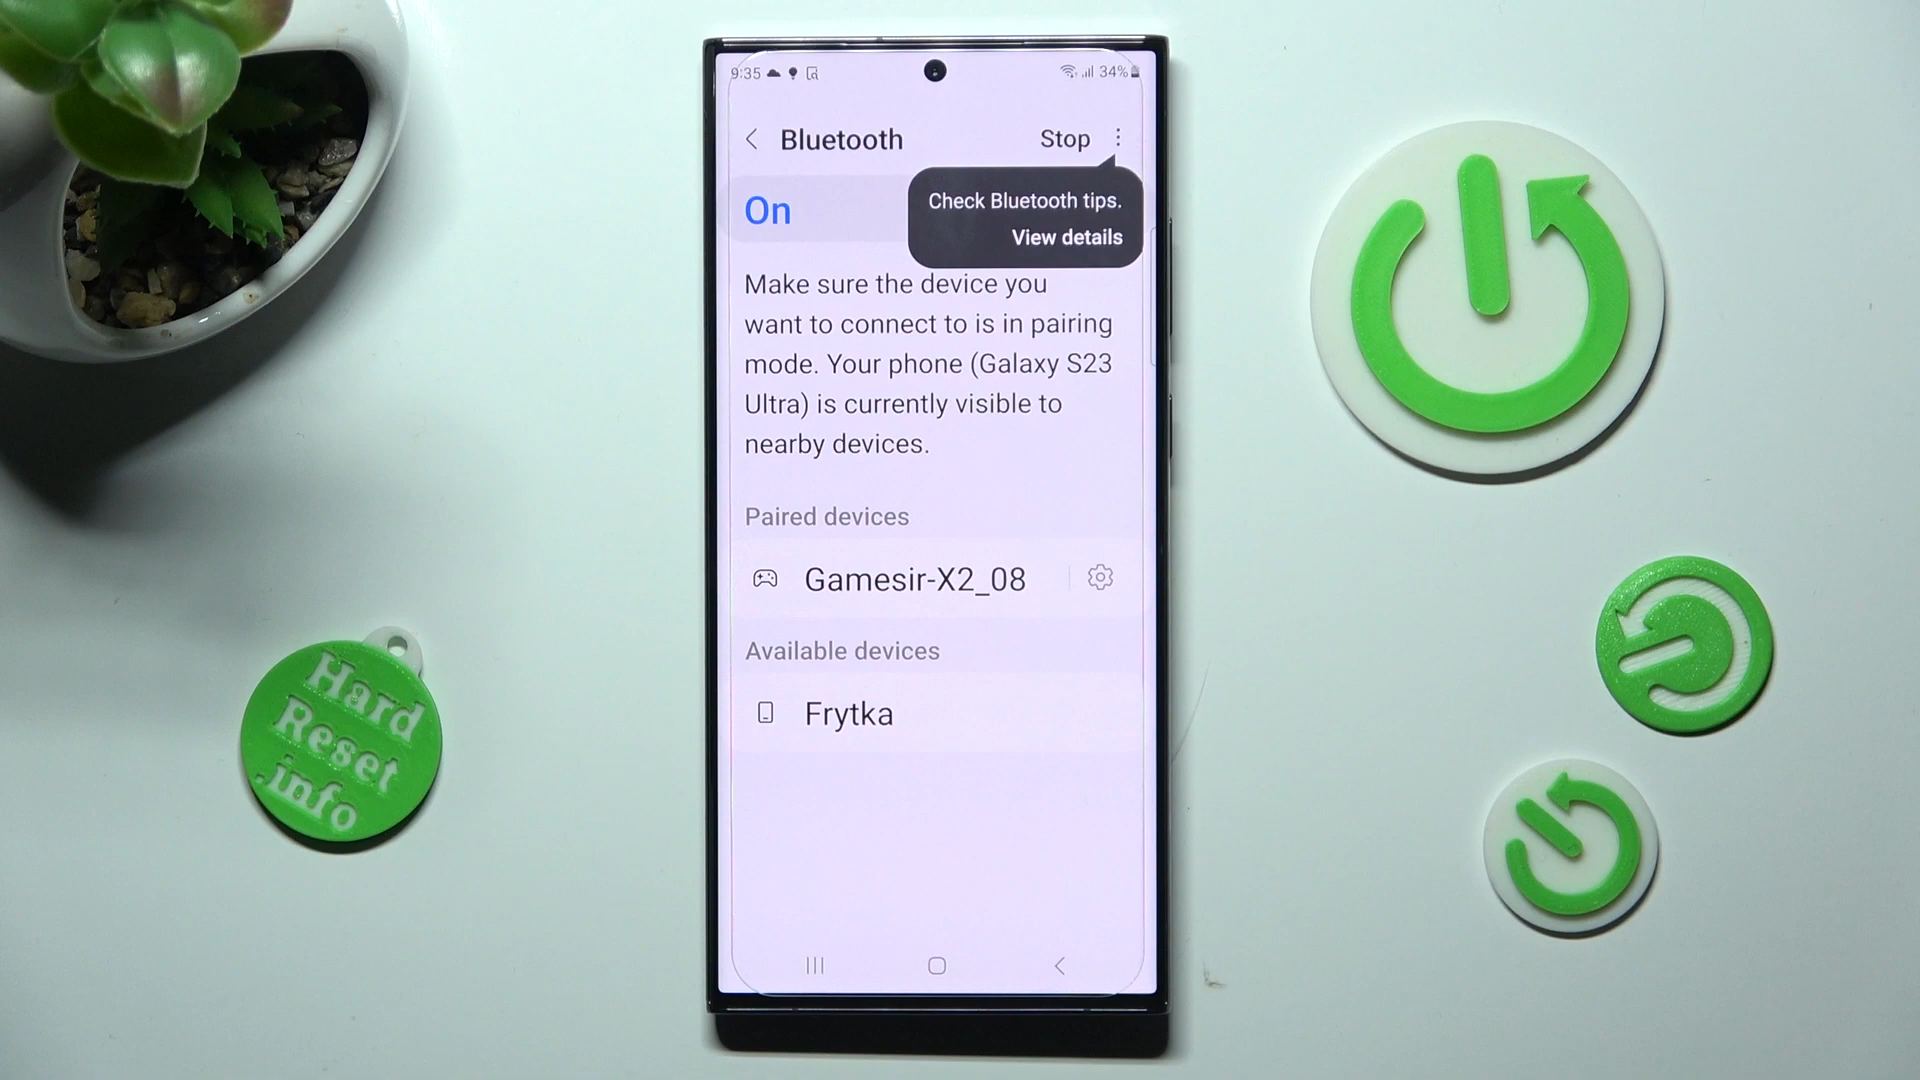 9:35
34%
Bluetooth
Stop
Check Bluetooth tips.
View details
On
Make sure the device you
want to connect to is in pairing
mode. Your phone (Galaxy S23
Ultra) is currently visible to
nearby devices.
Paired devices
Gamesir-X2_08
Available devices
Frytka
Hard
Reset
.info